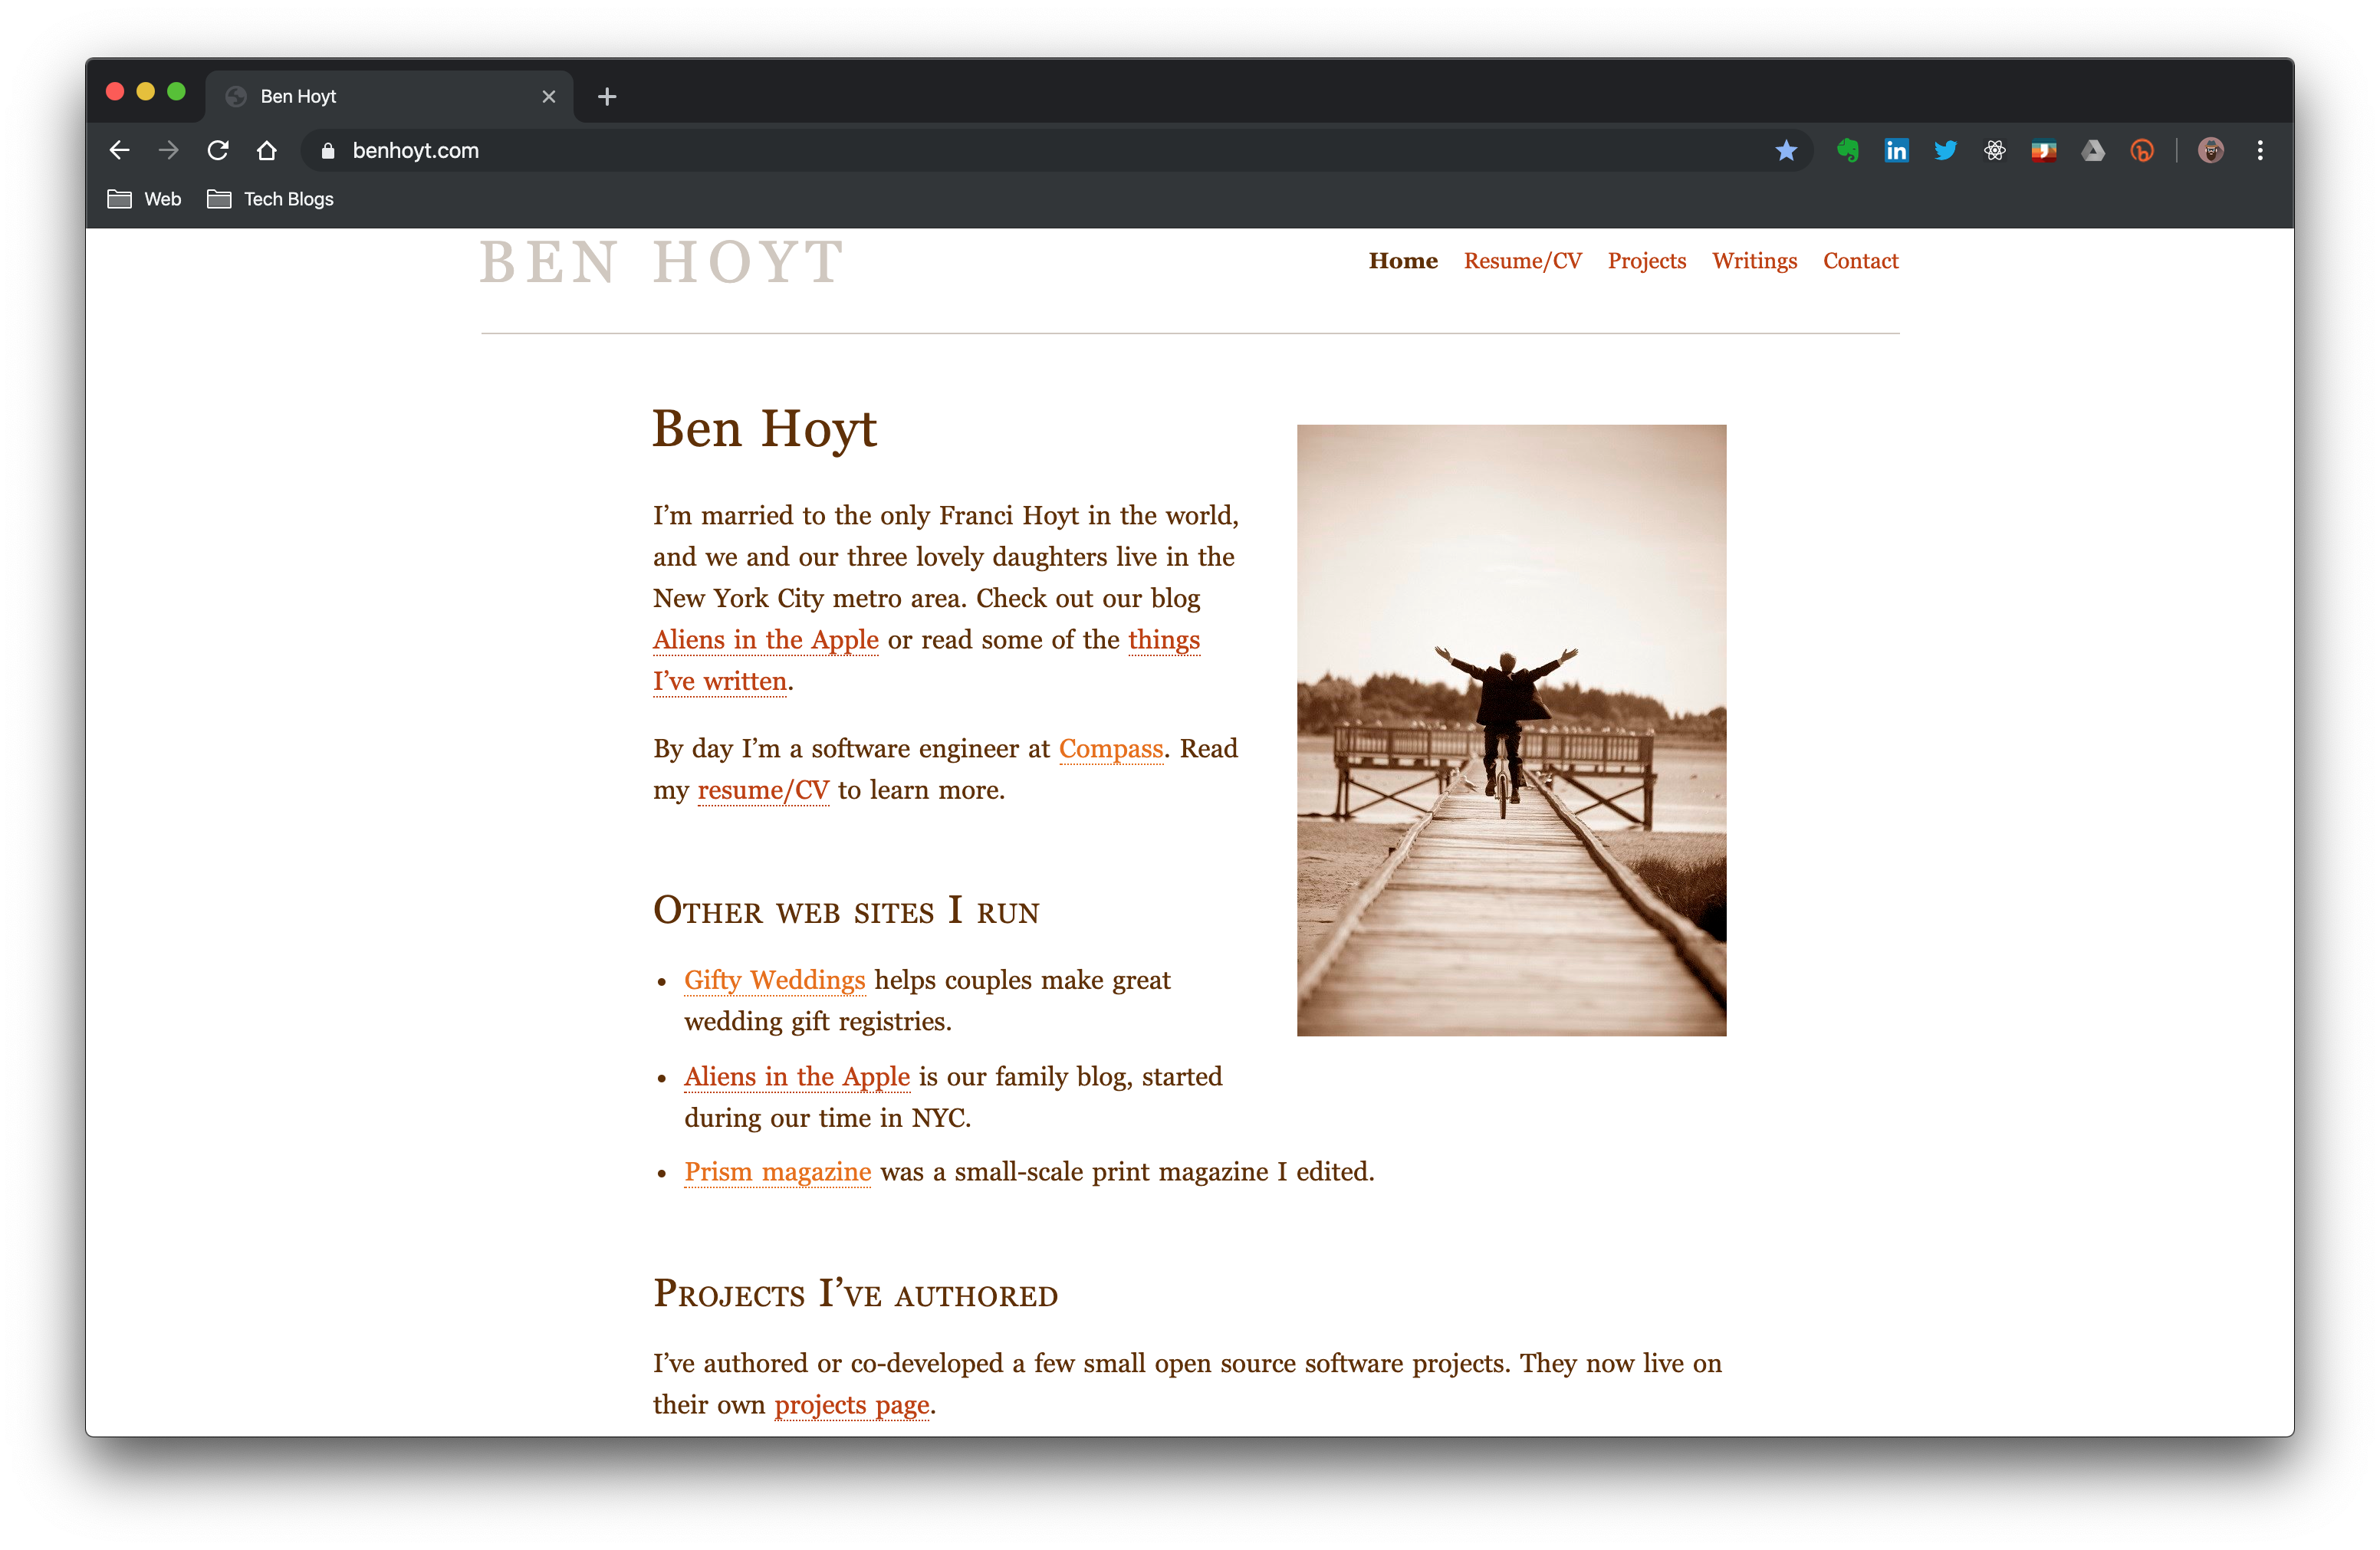 Ben Hoyt
benhoyt.com
in
Web
Tech Blogs
BEN HOYT
Home Resume/CV Projects Writings Contact
Ben Hoyt
I’m married to the only Franci Hoyt in the world,
and we and our three lovely daughters live in the
New York City metro area. Check out our blog
Aliens in the Apple or read some of the things
I’ve written.
By day I’m a software engineer at Compass. Read
my resume/CV to learn more.
Other web sites I run
• Gifty Weddings helps couples make great
wedding gift registries.
• Aliens in the Apple is our family blog, started
during our time in NYC.
• Prism magazine was a small-scale print magazine I edited.
Projects I’ve authored
I’ve authored or co-developed a few small open source software projects. They now live on
their own projects page.